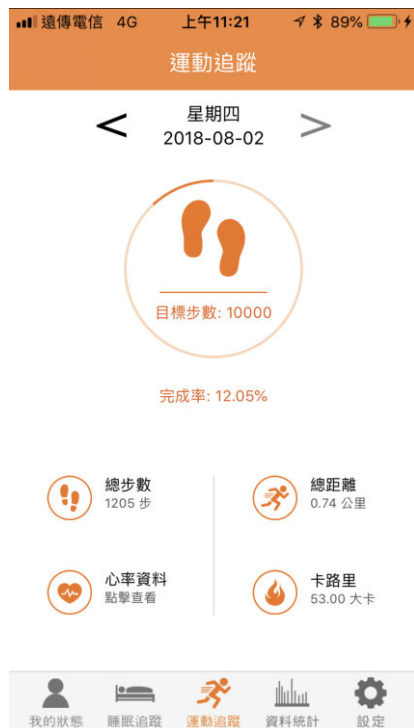 遠傳電信 4G 上午11:21 89%
運動追蹤
< 星期四 >
2018-08-02
目標步數: 10000
完成率: 12.05%
總步數
1205 步
總距離
0.74 公里
心率資料
點擊查看
卡路里
53.00 大卡
我的狀態 睡眠追蹤 運動追蹤 資料統計 設定